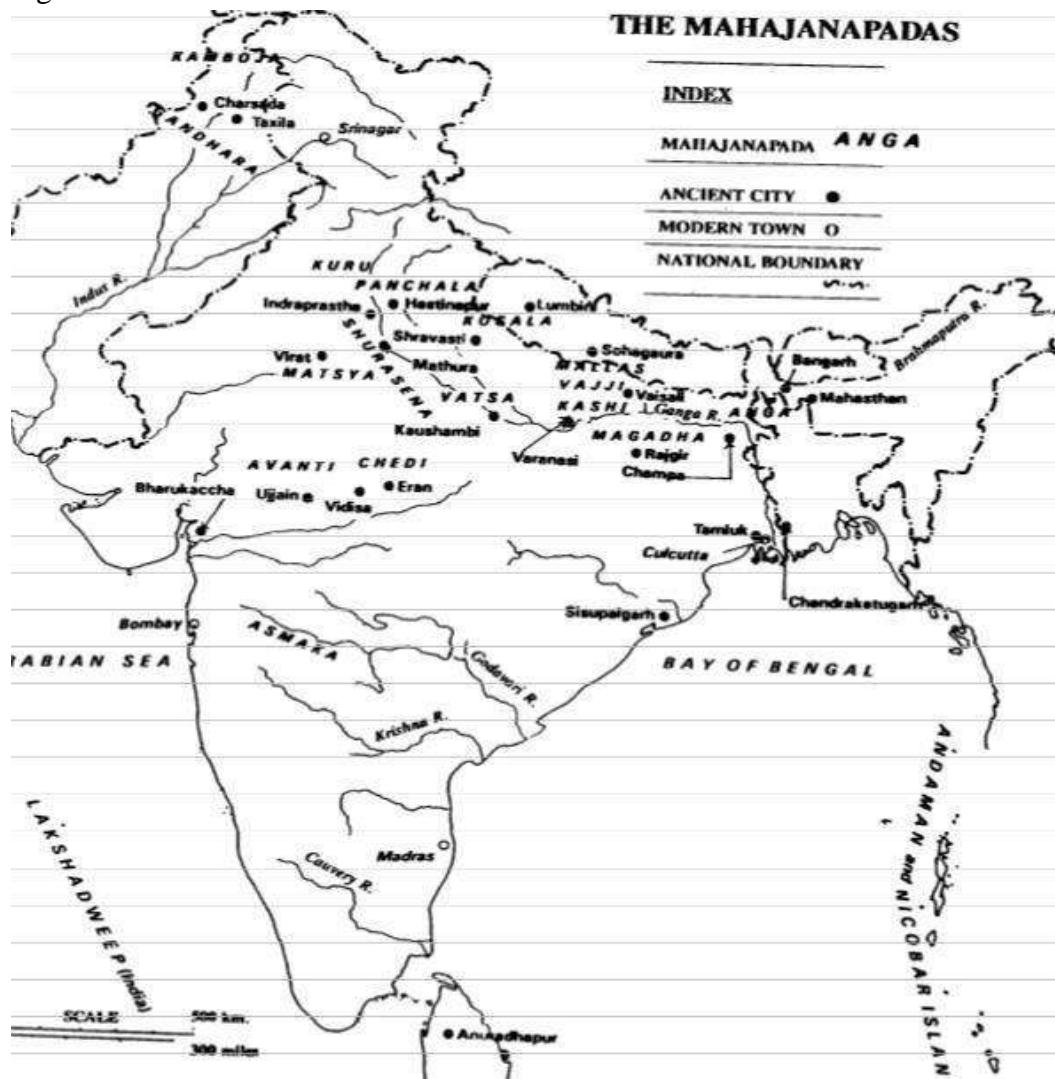 THE MAHAJANAPADAS
INDEX
MAHAJANAPADA ANGA
ANCIENT CITY
MODERN TOWN
NATIONAL BOUNDARY
KAMBOJA
Charsada
Taxila
GANDHARA
Srinagar
Indus R.
KURU
PANCHALA
Indraprastha
Hastinapur
Lumbini
KOSALA
Shravasti
SHURASENA
Mathura
Virat
MATSYA
Sohagaura
MALLAS
VAJJI
Vaisali
VATSA
KASHI
Ganga R.
ANGA
Bangarh
Mahasthan
Brahmaputra R.
Kaushambi
Varanasi
MAGADHA
Rajgir
Champa
AVANTI CHEDI
Bharukaccha
Ujjain
Vidisa
Eran
Tamluk
Culcutta
Chandraketugarh
Sisupalgarh
Bombay
ASMAKA
Godavari R.
RABIAN SEA
BAY OF BENGAL
Krishna R.
Madras
Cauvery R.
LAKSHADWEEP (India)
ANDAMAN and NICOBAR ISLAN
SCALE
500 km.
300 miles
Anuradhapur